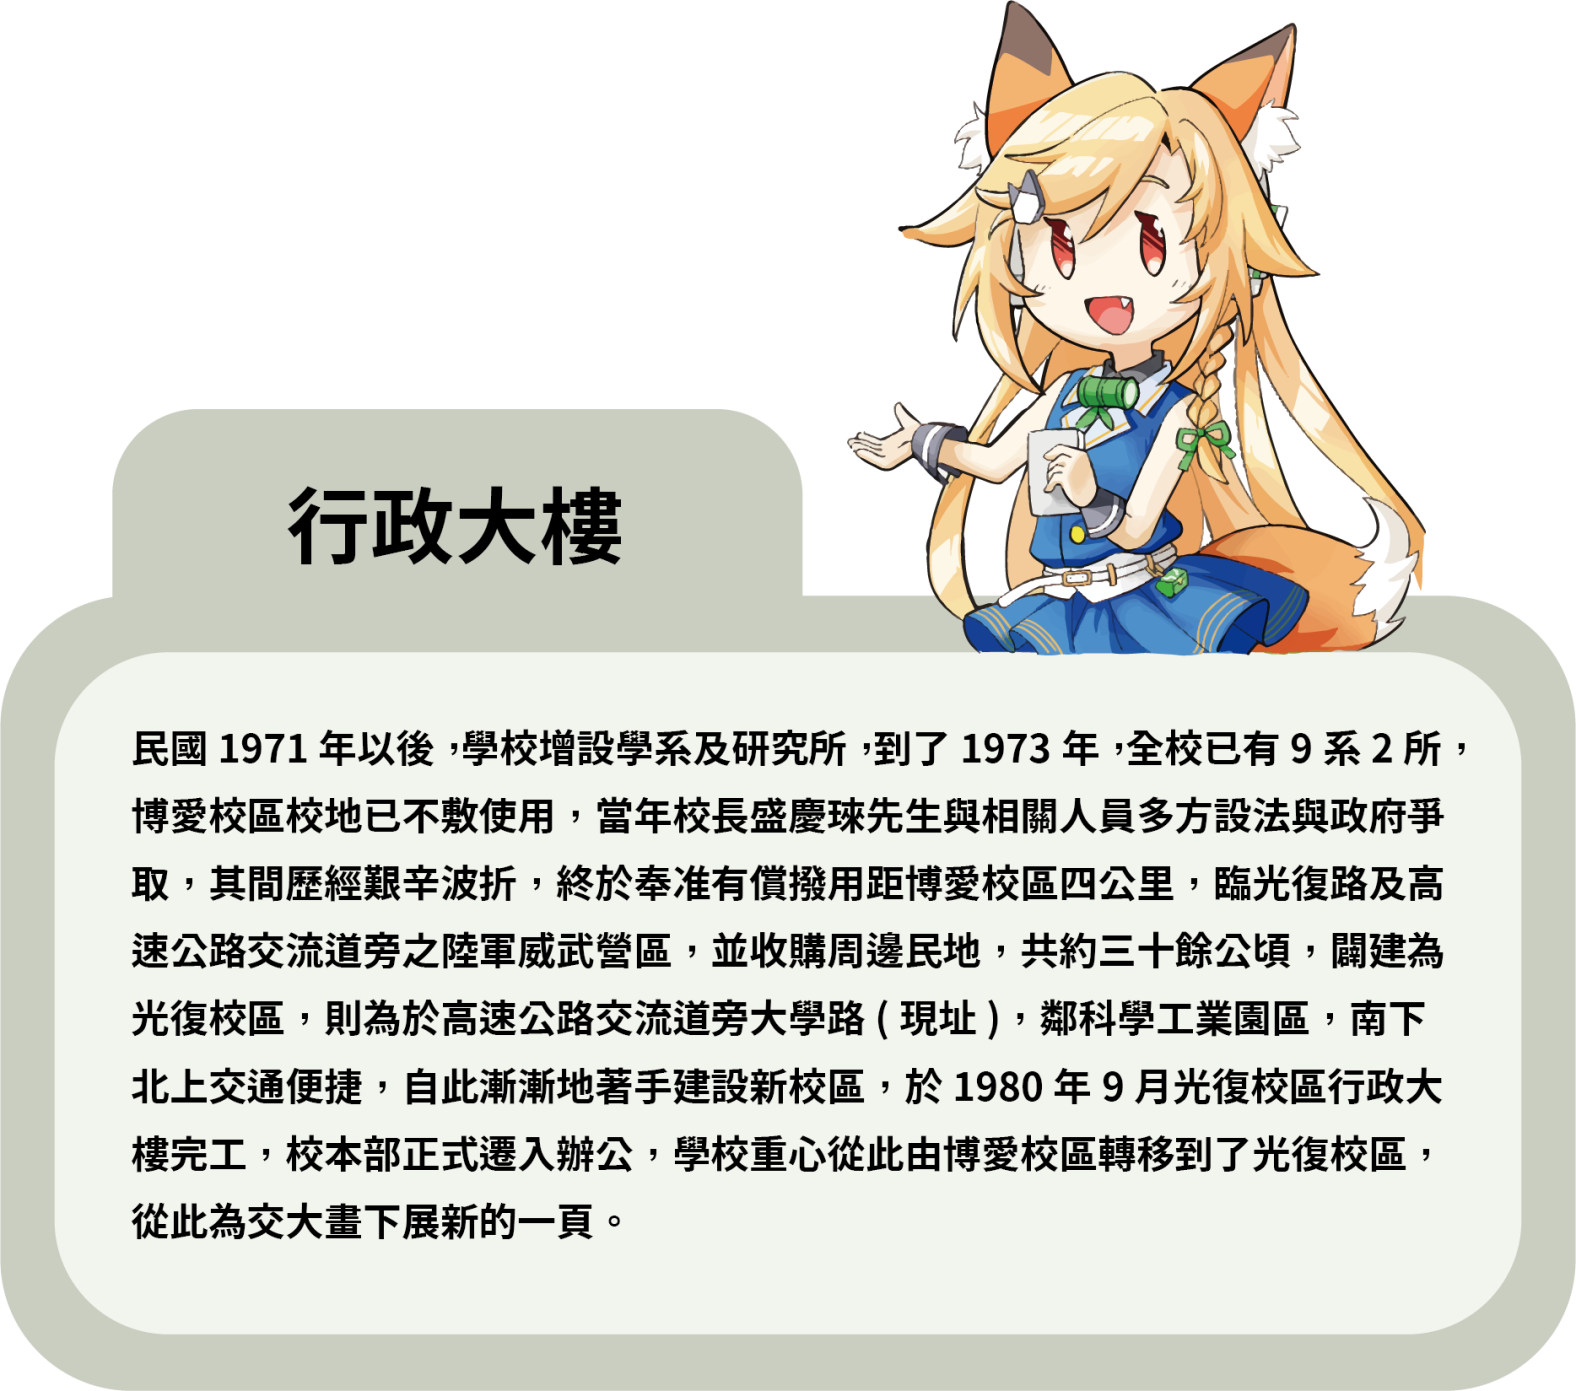 行政大樓
民國 1971 年以後，學校增設學系及研究所，到了 1973 年，全校已有 9 系 2 所，
博愛校區校地已不敷使用，當年校長盛慶琜先生與相關人員多方設法與政府爭
取，其間歷經艱辛波折，終於奉准有償撥用距博愛校區四公里，臨光復路及高
速公路交流道旁之陸軍威武營區，並收購周邊民地，共約三十餘公頃，闢建為
光復校區，則為於高速公路交流道旁大學路 ( 現址 )，鄰科學工業園區，南下
北上交通便捷，自此漸漸地著手建設新校區，於 1980 年 9 月光復校區行政大
樓完工，校本部正式遷入辦公，學校重心從此由博愛校區轉移到了光復校區，
從此為交大畫下展新的一頁。